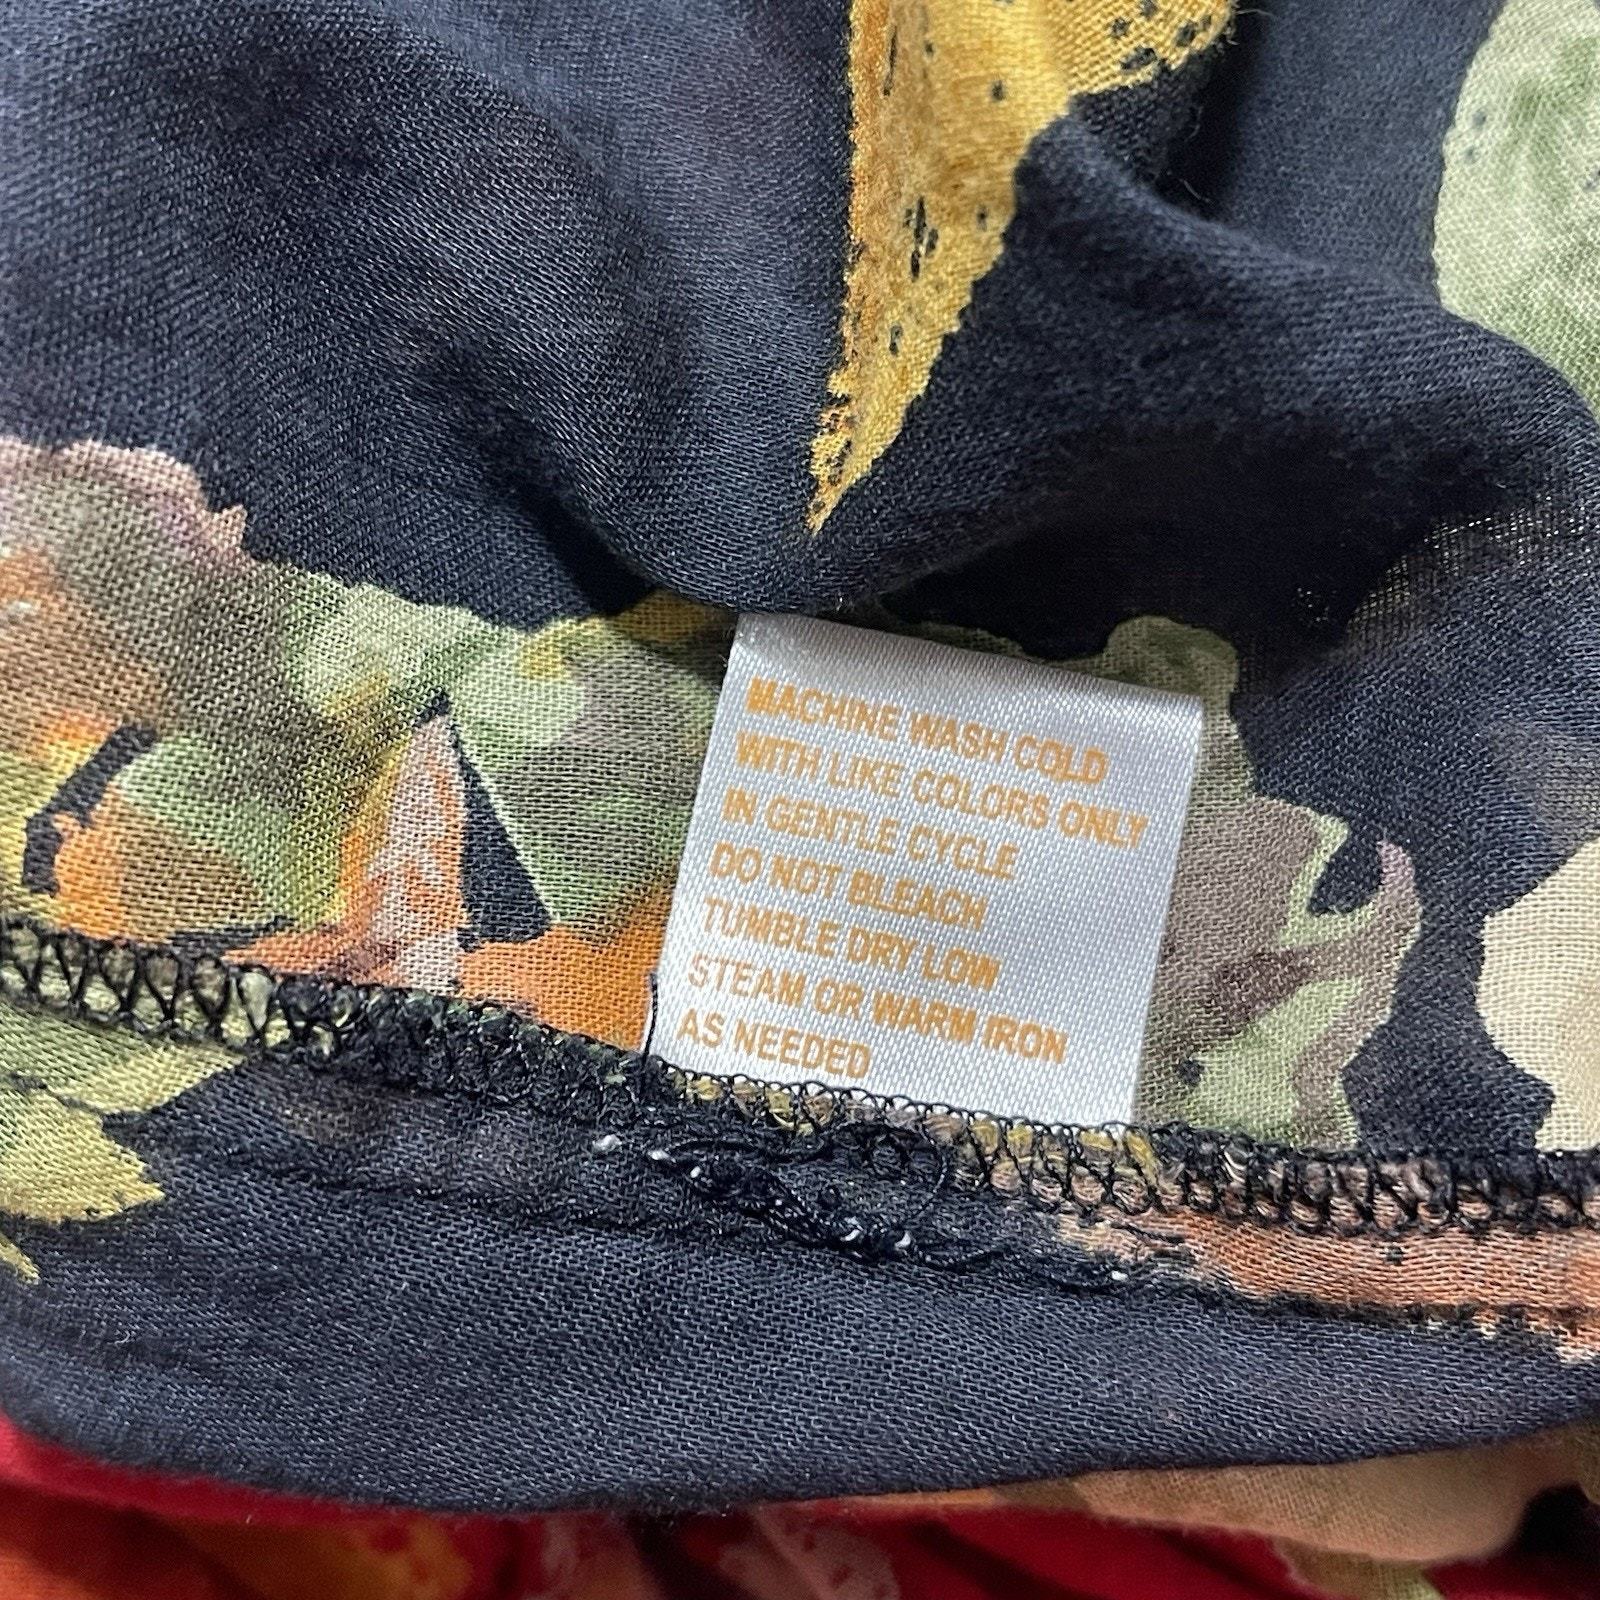 MACHINE WASH COLD
WITH LIKE COLORS ONLY
IN GENTLE CYCLE
DO NOT BLEACH
TUMBLE DRY LOW
STEAM OR WARM IRON
AS NEEDED